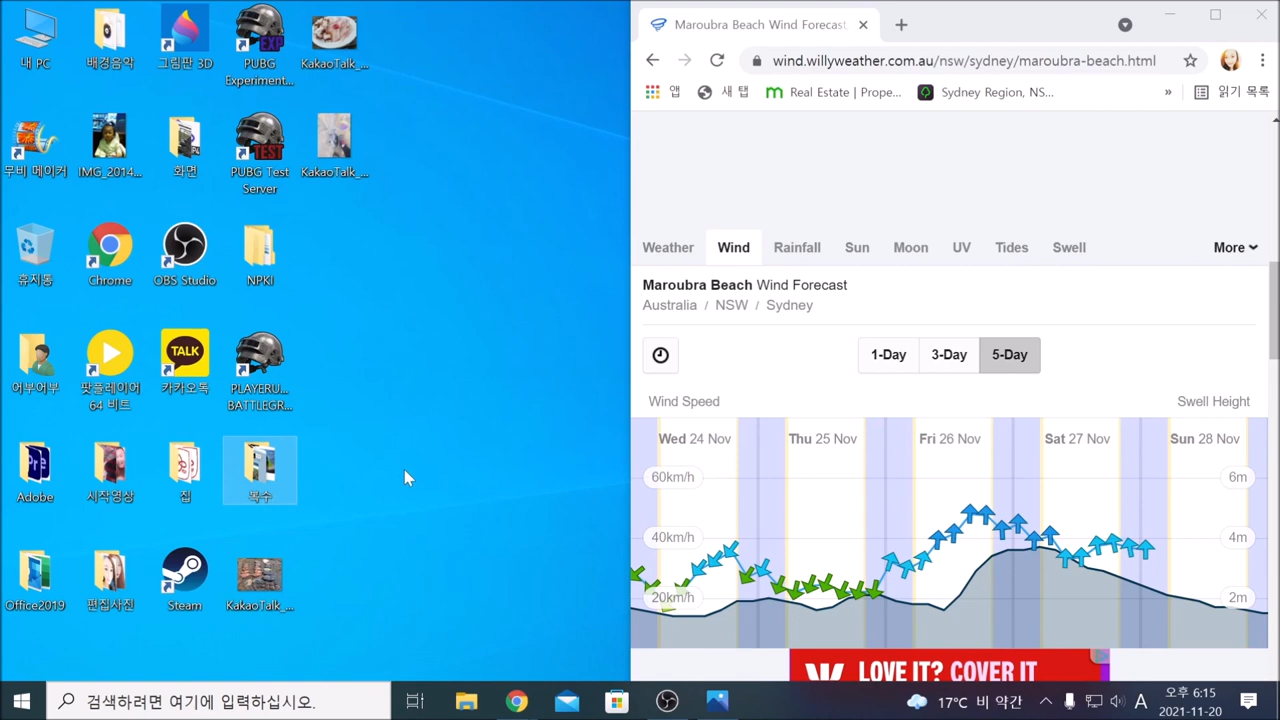 내 PC
배경음악
그림판 3D
PUBG
Experiment...
KakaoTalk_...
무비 메이커
IMG_2014...
화면
PUBG Test
Server
KakaoTalk_...
휴지통
Chrome
OBS Studio
NPKI
어부어부
팟플레이어
64 비트
카카오톡
PLAYERU...
BATTLEGR...
Adobe
시작영상
집
복수
Office2019
편집사진
Steam
KakaoTalk_...
EXP
TEST
TALK
Maroubra Beach Wind Forecast
wind.willyweather.com.au/nsw/sydney/maroubra-beach.html
앱 새 탭 Real Estate | Prope... Sydney Region, NS... » 읽기 목록
Weather Wind Rainfall Sun Moon UV Tides Swell More
Maroubra Beach Wind Forecast
Australia / NSW / Sydney
1-Day 3-Day 5-Day
Wind Speed Swell Height
Wed 24 Nov Thu 25 Nov Fri 26 Nov Sat 27 Nov Sun 28 Nov
60km/h 6m
40km/h 4m
20km/h 2m
LOVE IT? COVER IT
검색하려면 여기에 입력하십시오.
17°C 비 약간 A 오후 6:15
2021-11-20